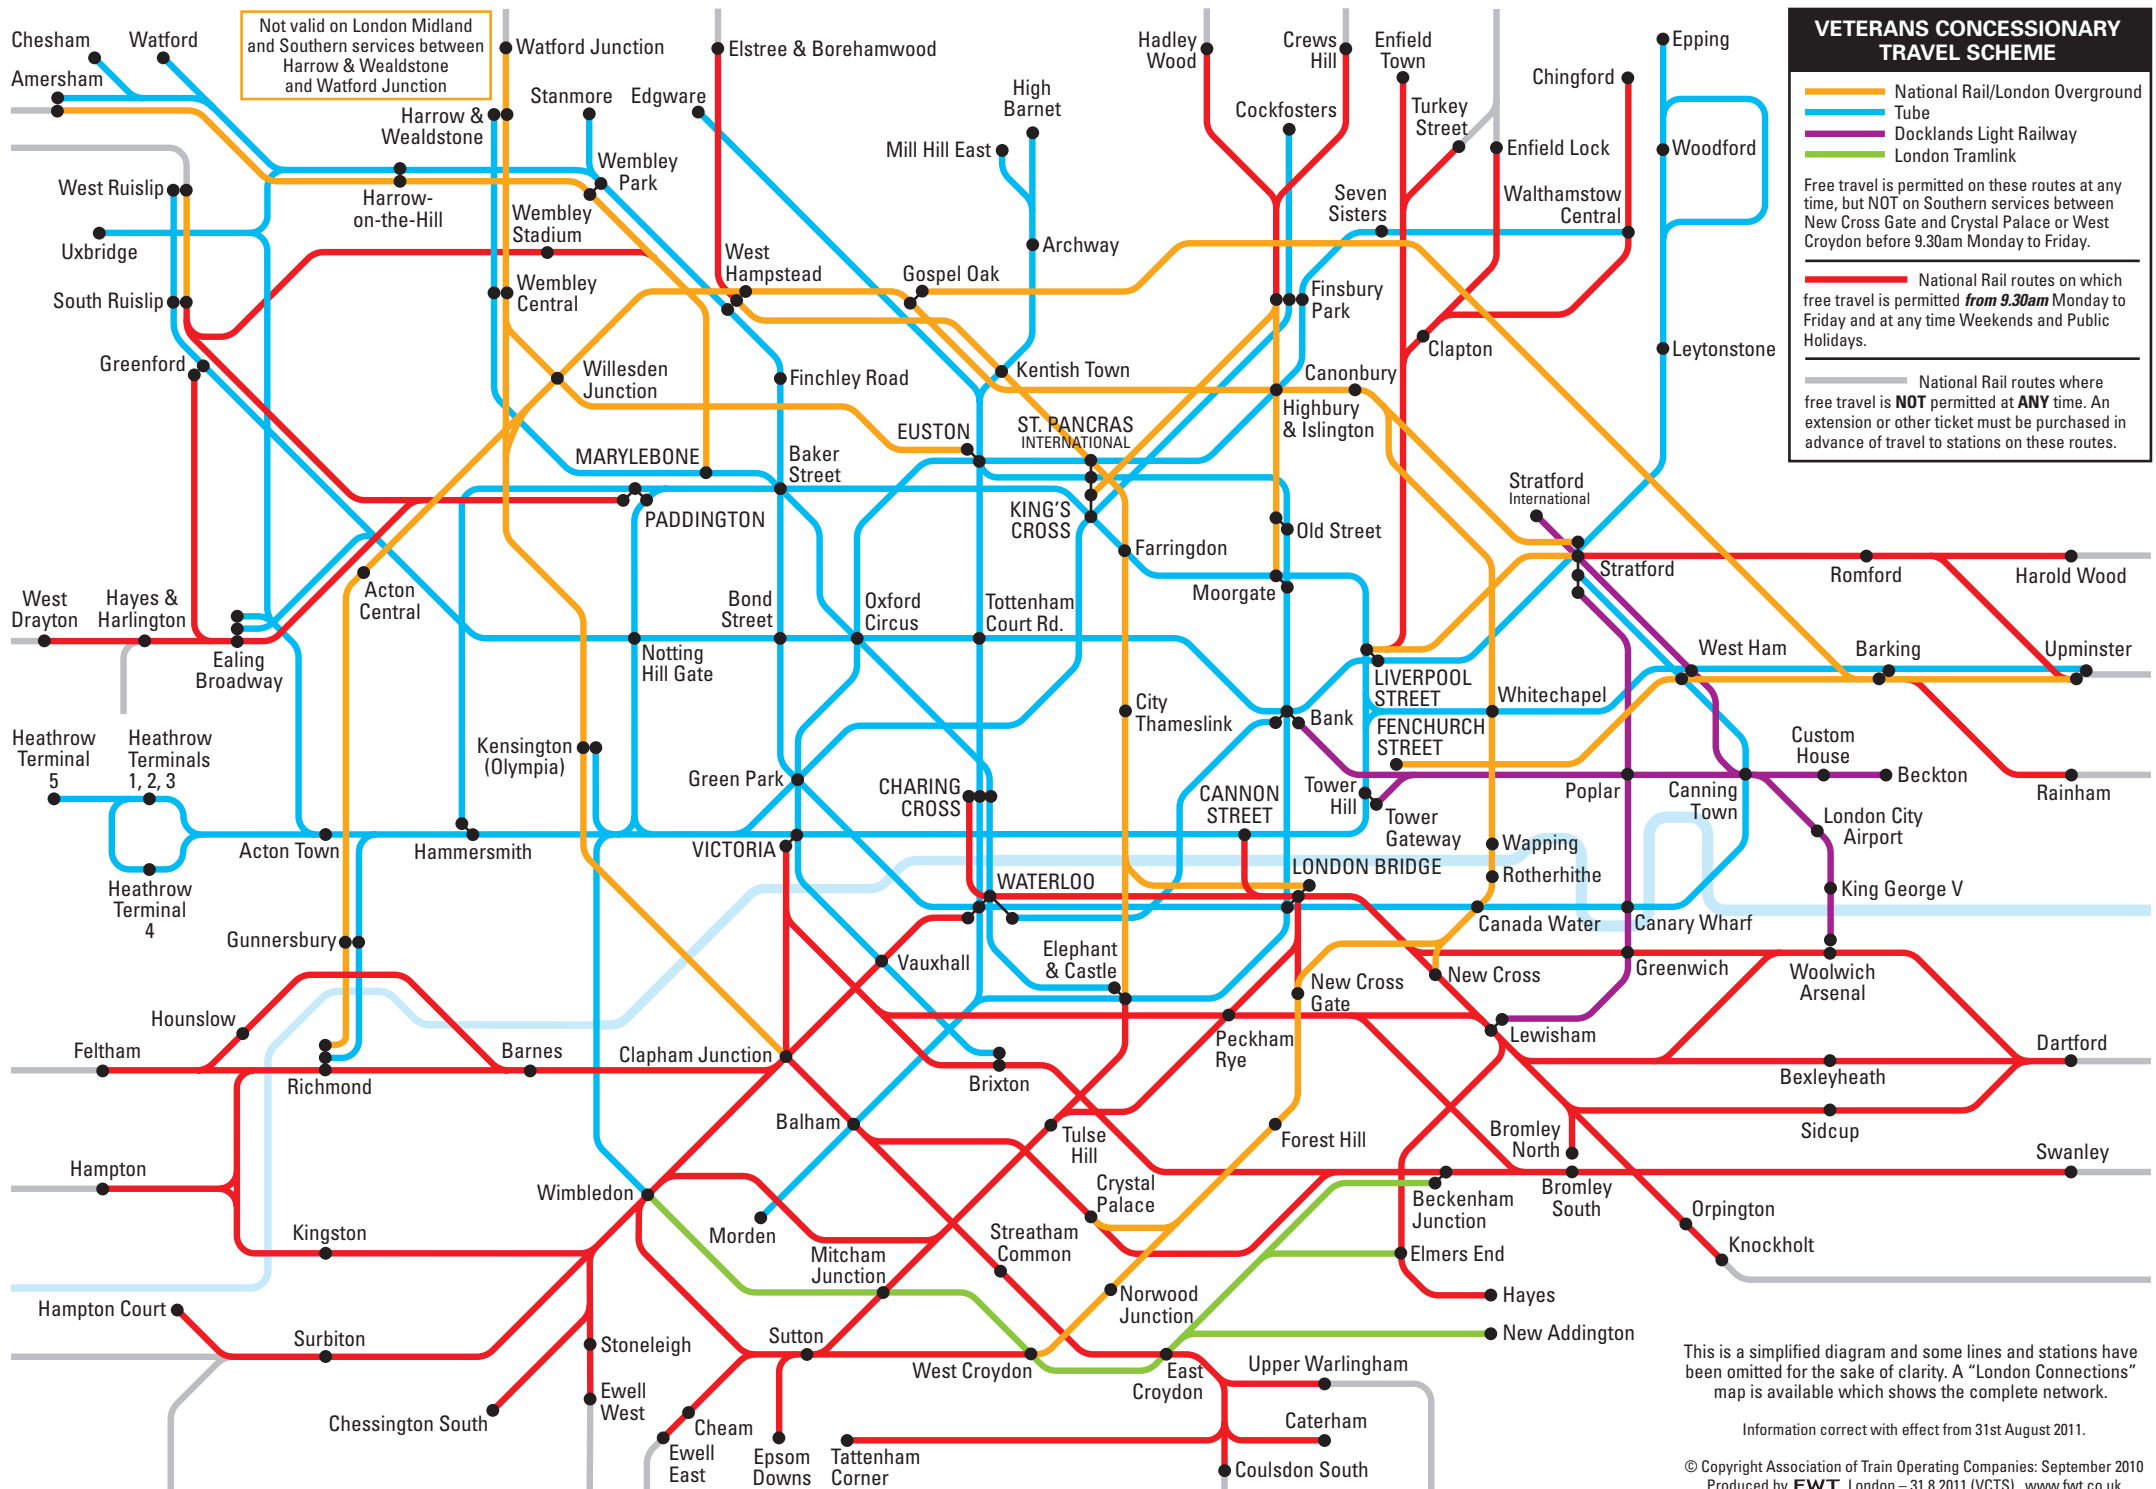 Chesham
Watford
Amersham
Not valid on London Midland
and Southern services between
Harrow & Wealdstone
and Watford Junction
Watford Junction
Elstree & Borehamwood
Hadley
Wood
Crews
Hill
Enfield
Town
Epping
Chingford
Stanmore
Edgware
High
Barnet
Cockfosters
Turkey
Street
Harrow &
Wealdstone
Mill Hill East
Enfield Lock
Woodford
West Ruislip
Harrow-
on-the-Hill
Wembley
Park
Wembley
Stadium
Seven
Sisters
Walthamstow
Central
Uxbridge
Archway
West
Hampstead
Gospel Oak
South Ruislip
Wembley
Central
Finsbury
Park
Greenford
Willesden
Junction
Finchley Road
Kentish Town
Canonbury
Clapton
Leytonstone
Highbury
& Islington
EUSTON
ST. PANCRAS
INTERNATIONAL
MARYLEBONE
Baker
Street
PADDINGTON
KING'S
CROSS
Old Street
Stratford
International
Farringdon
Stratford
Romford
Harold Wood
West
Drayton
Hayes &
Harlington
Acton
Central
Moorgate
Bond
Street
Oxford
Circus
Tottenham
Court Rd.
Ealing
Broadway
Notting
Hill Gate
LIVERPOOL
STREET
West Ham
Barking
Upminster
Whitechapel
City
Thameslink
Bank
FENCHURCH
STREET
Heathrow
Terminal
5
Heathrow
Terminals
1, 2, 3
Kensington
(Olympia)
Green Park
CHARING
CROSS
CANNON
STREET
Tower
Hill
Tower
Gateway
Poplar
Canning
Town
Custom
House
Beckton
Rainham
London City
Airport
Acton Town
Hammersmith
VICTORIA
Wapping
Heathrow
Terminal
4
WATERLOO
LONDON BRIDGE
Rotherhithe
King George V
Gunnersbury
Canada Water
Canary Wharf
Vauxhall
Elephant
& Castle
New Cross
Gate
New Cross
Greenwich
Woolwich
Arsenal
Hounslow
Feltham
Richmond
Barnes
Clapham Junction
Brixton
Peckham
Rye
Lewisham
Bexleyheath
Dartford
Balham
Tulse
Hill
Forest Hill
Bromley
North
Sidcup
Hampton
Wimbledon
Crystal
Palace
Beckenham
Junction
Bromley
South
Swanley
Morden
Streatham
Common
Orpington
Kingston
Mitcham
Junction
Elmers End
Knockholt
Hampton Court
Norwood
Junction
Hayes
Surbiton
Stoneleigh
Sutton
West Croydon
East
Croydon
New Addington
Upper Warlingham
Ewell
West
Chessington South
Cheam
Ewell
East
Epsom
Downs
Tattenham
Corner
Caterham
Coulsdon South
VETERANS CONCESSIONARY
TRAVEL SCHEME
National Rail/London Overground
Tube
Docklands Light Railway
London Tramlink
Free travel is permitted on these routes at any
time, but NOT on Southern services between
New Cross Gate and Crystal Palace or West
Croydon before 9.30am Monday to Friday.
National Rail routes on which
free travel is permitted from 9.30am Monday to
Friday and at any time Weekends and Public
Holidays.
National Rail routes where
free travel is NOT permitted at ANY time. An
extension or other ticket must be purchased in
advance of travel to stations on these routes.
This is a simplified diagram and some lines and stations have
been omitted for the sake of clarity. A “London Connections”
map is available which shows the complete network.
Information correct with effect from 31st August 2011.
© Copyright Association of Train Operating Companies: September 2010
Produced by FWT London – 31.8.2011 (VCTS) www.fwt.co.uk